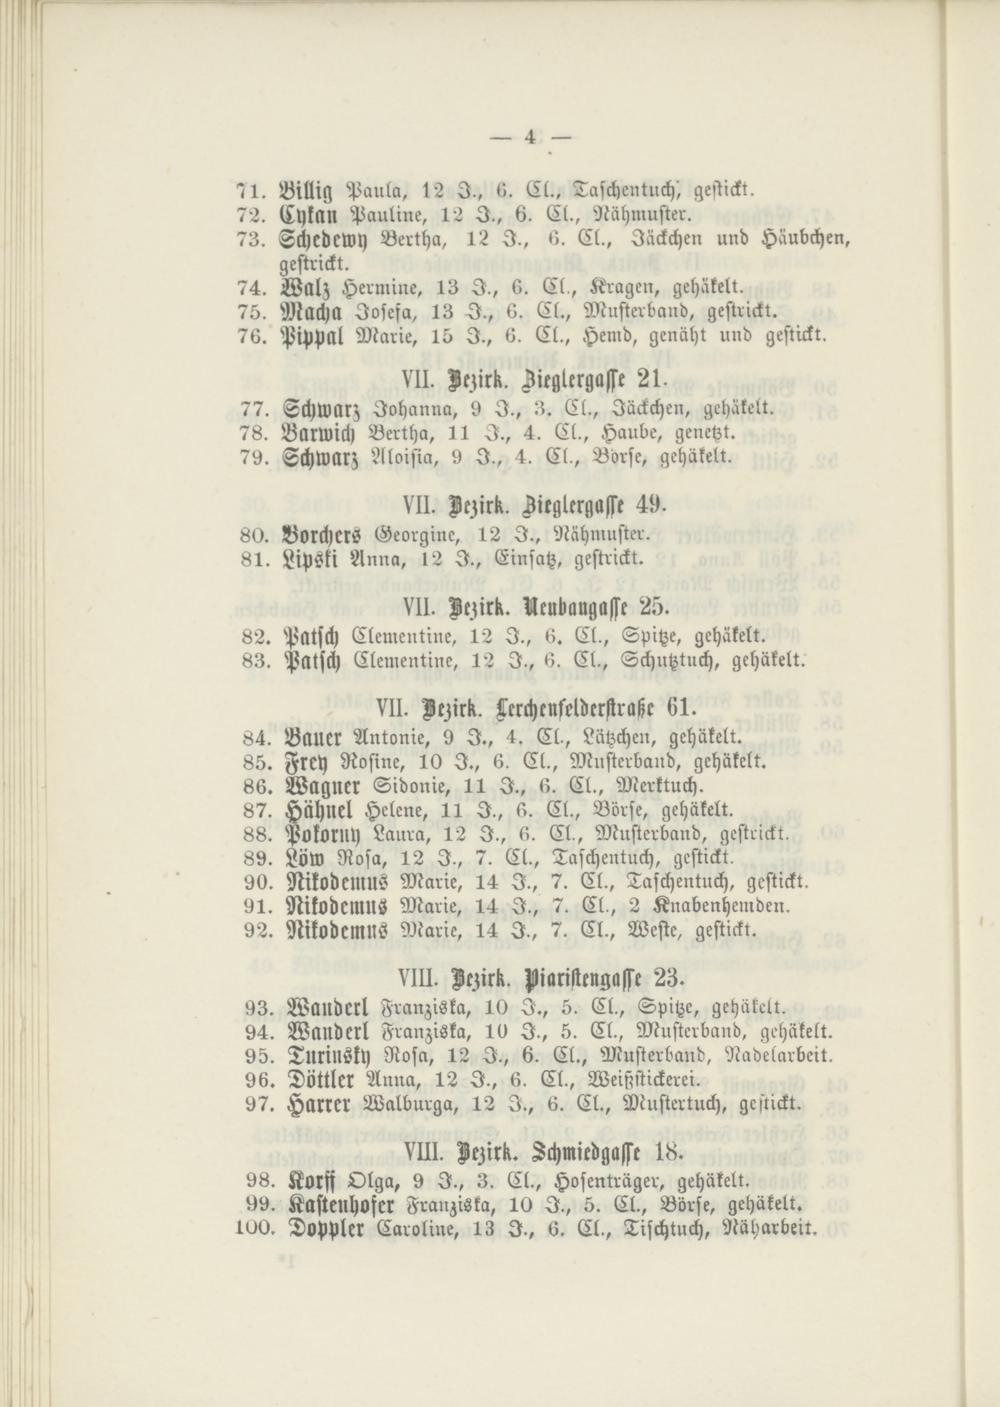 — 4 —
71. Billig Paula, 12 J., 6. Cl., Taschentuch, gestickt.
72. Cykan Pauline, 12 J., 6. Cl., Nähmuster.
73. Schedewy Bertha, 12 J., 6. Cl., Jäckchen und Häubchen,
gestrickt.
74. Walz Hermine, 13 J., 6. Cl., Kragen, gehäkelt.
75. Macha Josefa, 13 J., 6. Cl., Musterband, gestrickt.
76. Pippal Marie, 15 J., 6. Cl., Hemd, genäht und gestickt.
VII. Bezirk. Zieglergasse 21.
77. Schwarz Johanna, 9 J., 3. Cl., Jäckchen, gehäkelt.
78. Barwich Bertha, 11 J., 4. Cl., Haube, genetzt.
79. Schwarz Aloisia, 9 J., 4. Cl., Börse, gehäkelt.
VII. Bezirk. Zieglergasse 49.
80. Borchers Georgine, 12 J., Nähmuster.
81. Lipski Anna, 12 J., Einsatz, gestrickt.
VII. Bezirk. Neubaugasse 25.
82. Patsch Clementine, 12 J., 6. Cl., Spitze, gehäkelt.
83. Patsch Clementine, 12 J., 6. Cl., Schutztuch, gehäkelt.
VII. Bezirk. Lerchenfelderstraße 61.
84. Bauer Antonie, 9 J., 4. Cl., Lätzchen, gehäkelt.
85. Frey Rosine, 10 J., 6. Cl., Musterband, gehäkelt.
86. Wagner Sidonie, 11 J., 6. Cl., Merktuch.
87. Hähnel Helene, 11 J., 6. Cl., Börse, gehäkelt.
88. Pokorny Laura, 12 J., 6. Cl., Musterband, gestrickt.
89. Löw Rosa, 12 J., 7. Cl., Taschentuch, gestickt.
90. Nikodemus Marie, 14 J., 7. Cl., Taschentuch, gestickt.
91. Nikodemus Marie, 14 J., 7. Cl., 2 Knabenhemden.
92. Nikodemus Marie, 14 J., 7. Cl., Weste, gestickt.
VIII. Bezirk. Piaristengasse 23.
93. Wanderl Franziska, 10 J., 5. Cl., Spitze, gehäkelt.
94. Wanderl Franziska, 10 J., 5. Cl., Musterband, gehäkelt.
95. Turinsky Rosa, 12 J., 6. Cl., Musterband, Nadelarbeit.
96. Döttler Anna, 12 J., 6. Cl., Weißstickerei.
97. Harrer Walburga, 12 J., 6. Cl., Mustertuch, gestickt.
VIII. Bezirk. Schmiedgasse 18.
98. Korff Olga, 9 J., 3. Cl., Hosenträger, gehäkelt.
99. Kastenhofer Franziska, 10 J., 5. Cl., Börse, gehäkelt.
100. Doppler Caroline, 13 J., 6. Cl., Tischtuch, Näharbeit.